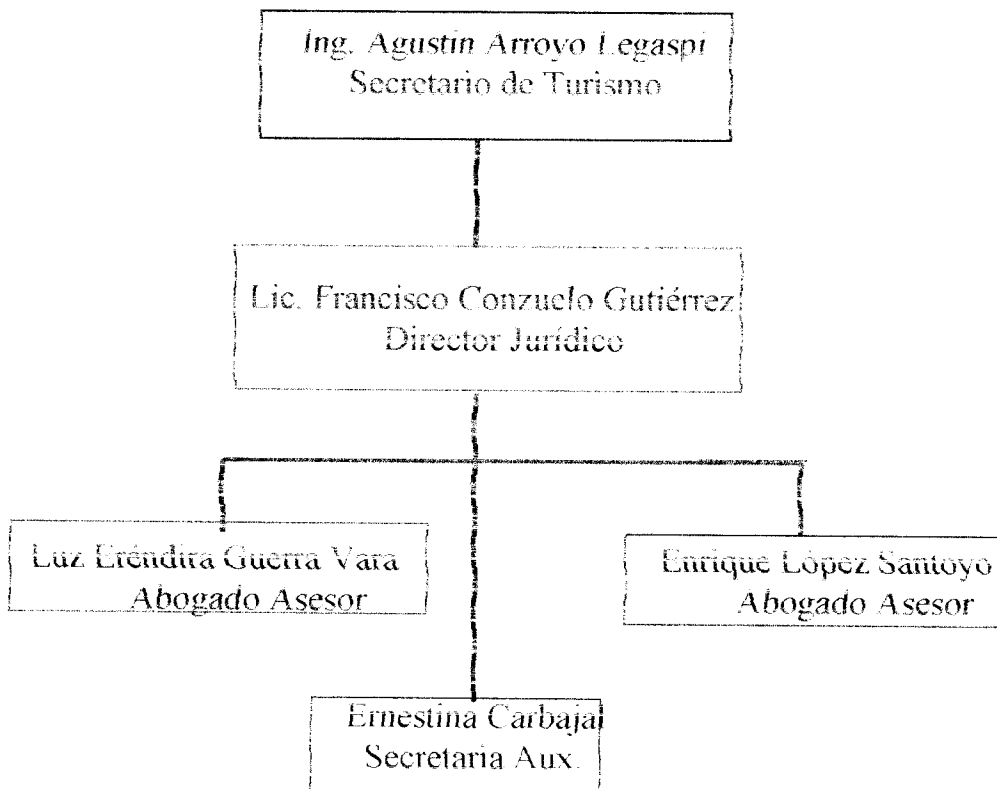 Ing. Agustín Arroyo Legaspi
Secretario de Turismo
Lic. Francisco Conzuelo Gutiérrez
Director Jurídico
Luz Eréndira Guerra Vara
Abogado Asesor
Enrique López Santoyo
Abogado Asesor
Ernestina Carbajal
Secretaria Aux.